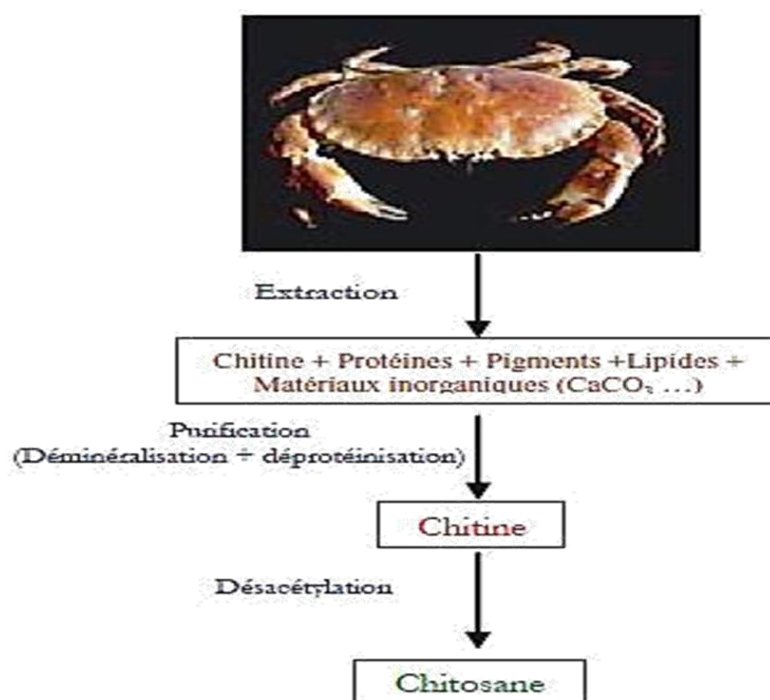 Extraction
Chitine + Protéines + Pigments +Lipides +
Matériaux inorganiques (CaCO₃ ...)
Purification
(Déminéralisation + déprotéinisation)
Chitine
Désacétylation
Chitosane